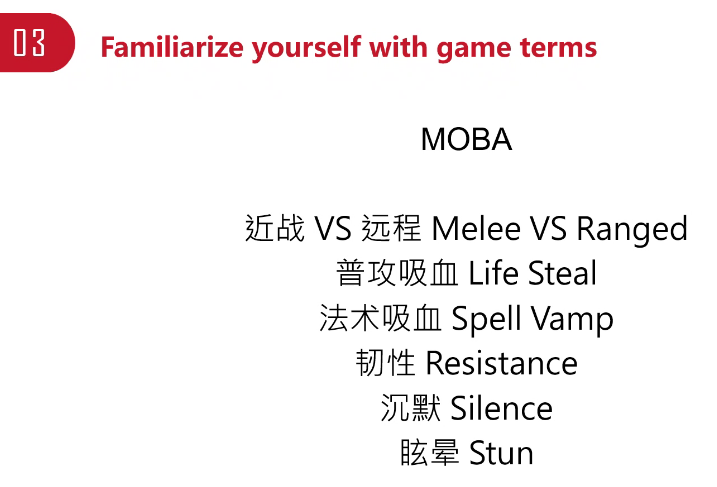 03
Familiarize yourself with game terms
MOBA
近战 VS 远程 Melee VS Ranged
普攻吸血 Life Steal
法术吸血 Spell Vamp
韧性 Resistance
沉默 Silence
眩晕 Stun